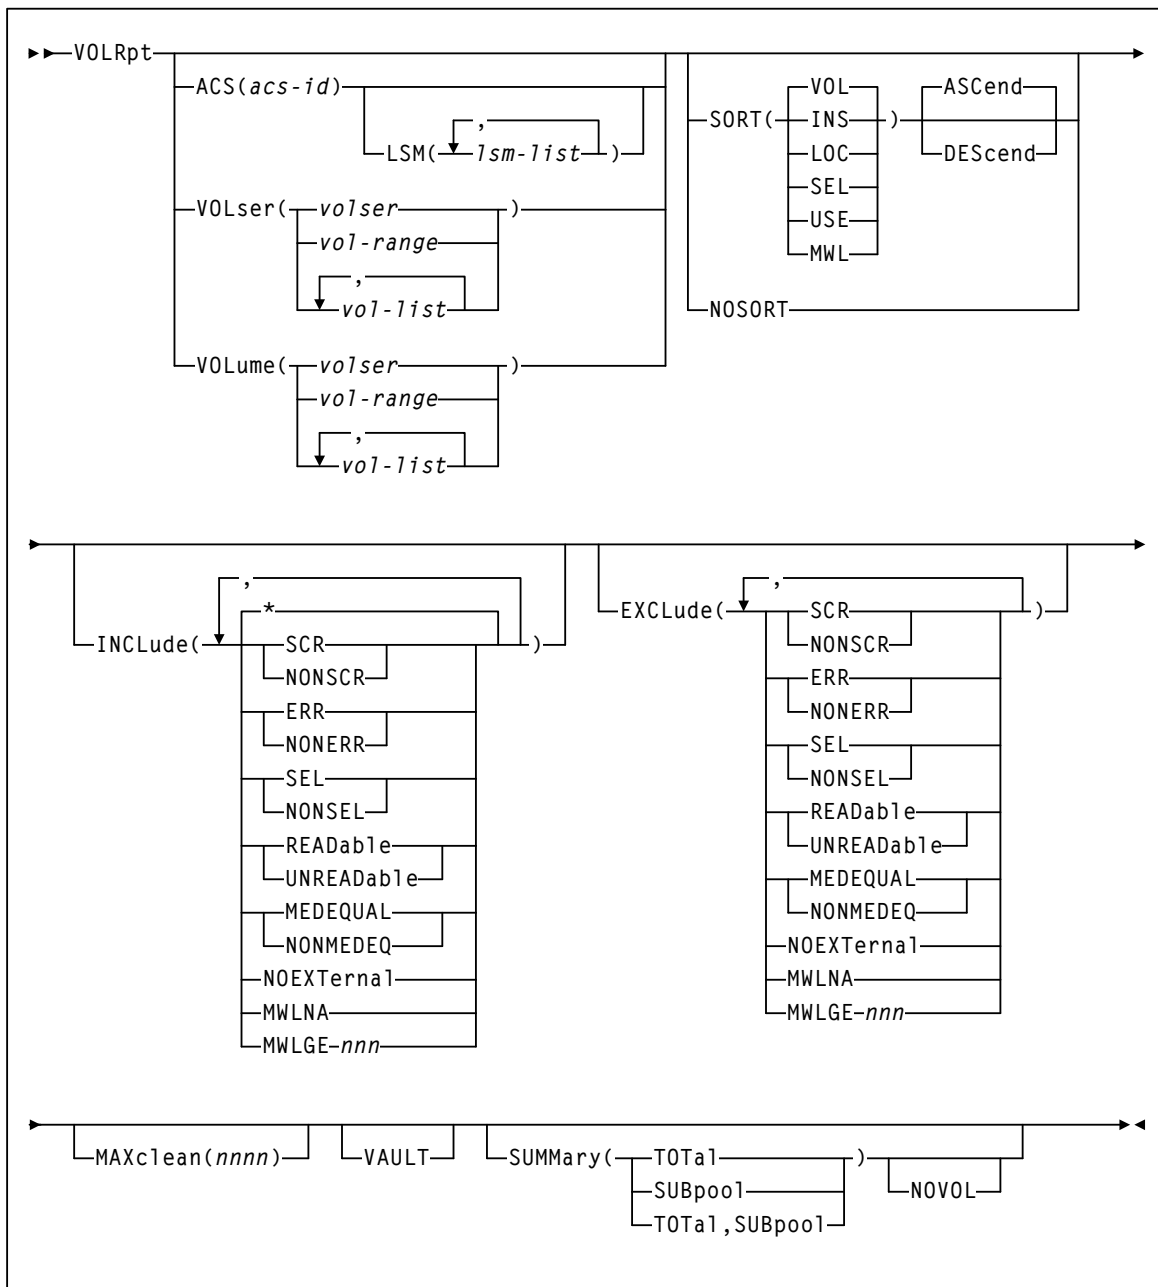 VOLRpt
ACS(acs-id)
LSM(
,
lsm-list
)
VOLser(
volser
)
vol-range
,
vol-list
VOLume(
volser
)
vol-range
,
vol-list
SORT(
VOL
INS
LOC
SEL
USE
MWL
)
ASCend
DEScend
NOSORT
INCLude(
,
*
SCR
NONSCR
ERR
NONERR
SEL
NONSEL
READable
UNREADable
MEDEQUAL
NONMEDEQ
NOEXTernal
MWLNA
MWLGE-nnn
)
EXCLude(
,
SCR
NONSCR
ERR
NONERR
SEL
NONSEL
READable
UNREADable
MEDEQUAL
NONMEDEQ
NOEXTernal
MWLNA
MWLGE-nnn
)
MAXclean(nnnn)
VAULT
SUMMary(
TOTal
SUBpool
TOTal,SUBpool
)
NOVOL